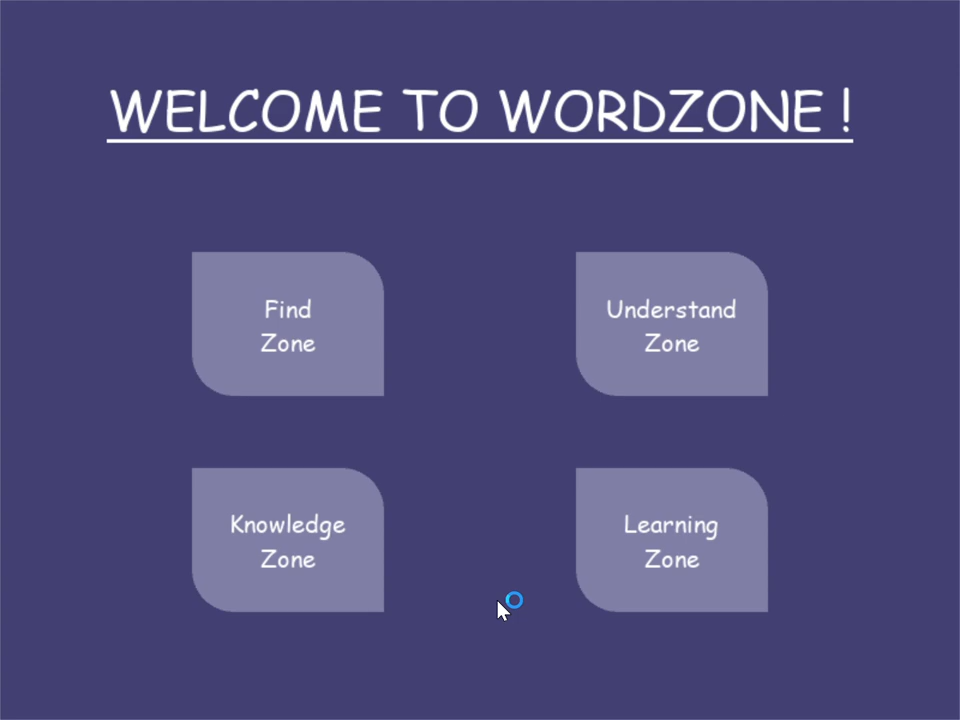 WELCOME TO WORDZONE !
Find
Zone
Understand
Zone
Knowledge
Zone
Learning
Zone